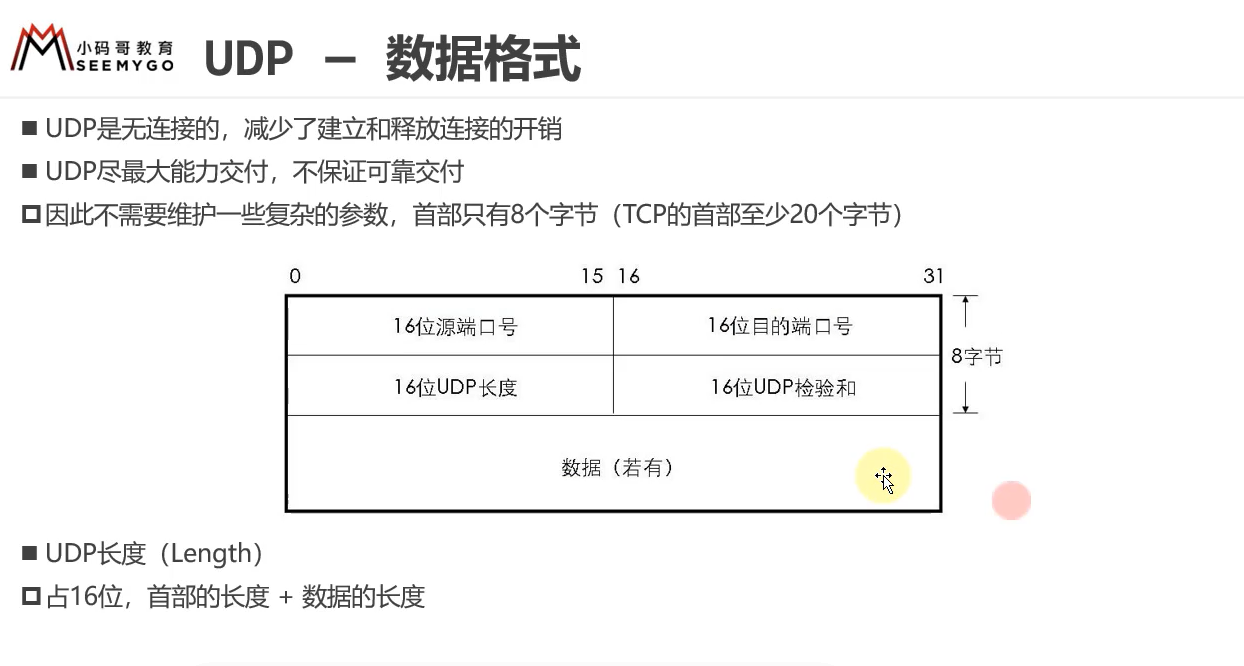 小码哥教育
SEEMYGO
UDP – 数据格式
UDP是无连接的，减少了建立和释放连接的开销
UDP尽最大能力交付，不保证可靠交付
因此不需要维护一些复杂的参数，首部只有8个字节（TCP的首部至少20个字节）
0 15 16 31
16位源端口号 16位目的端口号
8字节
16位UDP长度 16位UDP检验和
数据（若有）
UDP长度（Length）
占16位，首部的长度 + 数据的长度